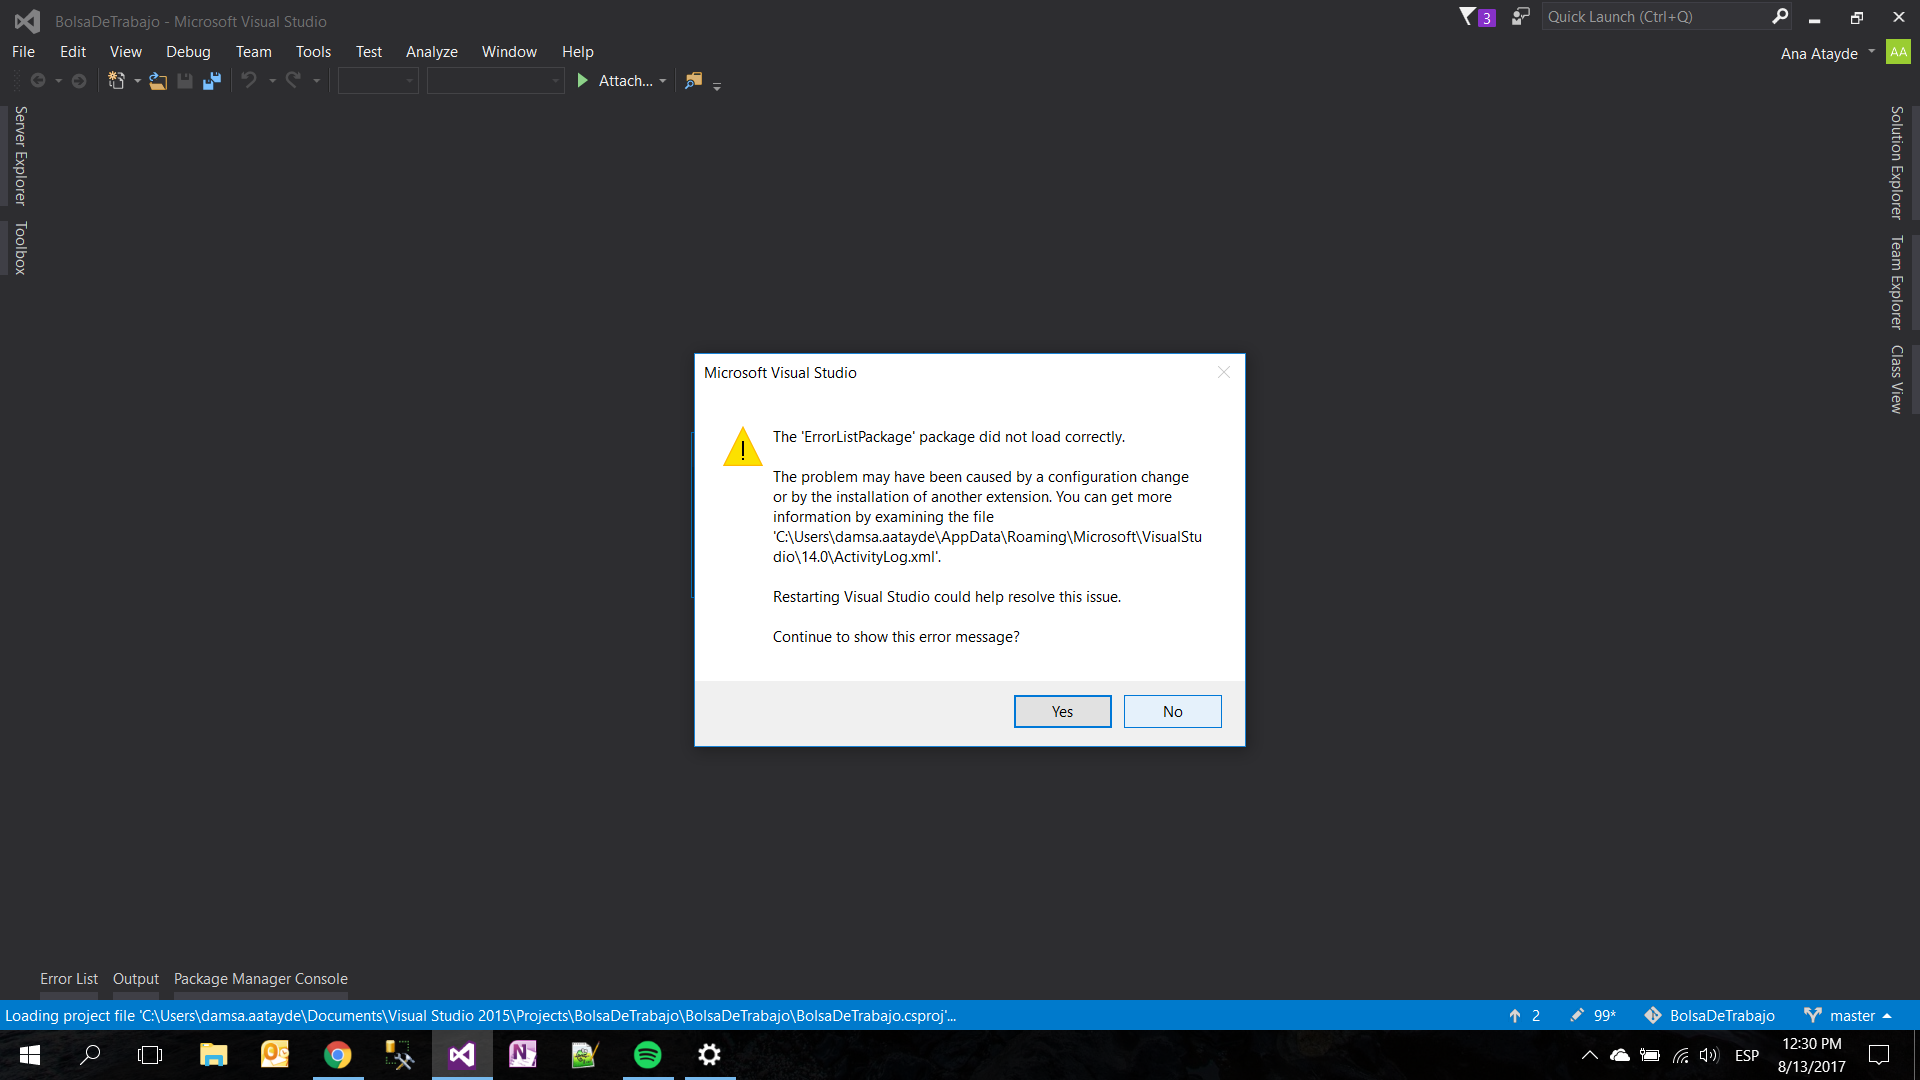 BolsaDeTrabajo - Microsoft Visual Studio
3
Quick Launch (Ctrl+Q)
File Edit View Debug Team Tools Test Analyze Window Help
Ana Atayde
AA
Attach...
Server Explorer
Toolbox
Solution Explorer
Team Explorer
Class View
Microsoft Visual Studio
!
The 'ErrorListPackage' package did not load correctly.
The problem may have been caused by a configuration change
or by the installation of another extension. You can get more
information by examining the file
'C:\Users\damsa.aatayde\AppData\Roaming\Microsoft\VisualStu
dio\14.0\ActivityLog.xml'.
Restarting Visual Studio could help resolve this issue.
Continue to show this error message?
Yes No
Error List Output Package Manager Console
Loading project file 'C:\Users\damsa.aatayde\Documents\Visual Studio 2015\Projects\BolsaDeTrabajo\BolsaDeTrabajo\BolsaDeTrabajo.csproj'...
2 99* BolsaDeTrabajo master
ESP
12:30 PM
8/13/2017